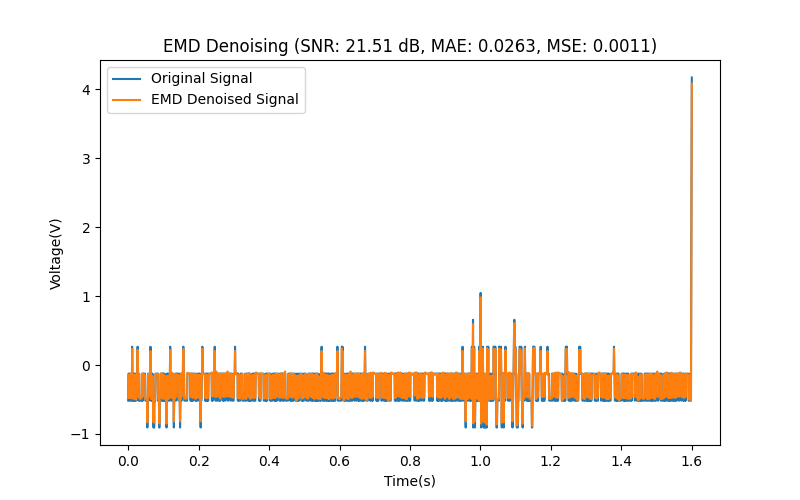 EMD Denoising (SNR: 21.51 dB, MAE: 0.0263, MSE: 0.0011)
Original Signal
EMD Denoised Signal
4
3
2
1
0
−1
Voltage(V)
0.0 0.2 0.4 0.6 0.8 1.0 1.2 1.4 1.6
Time(s)